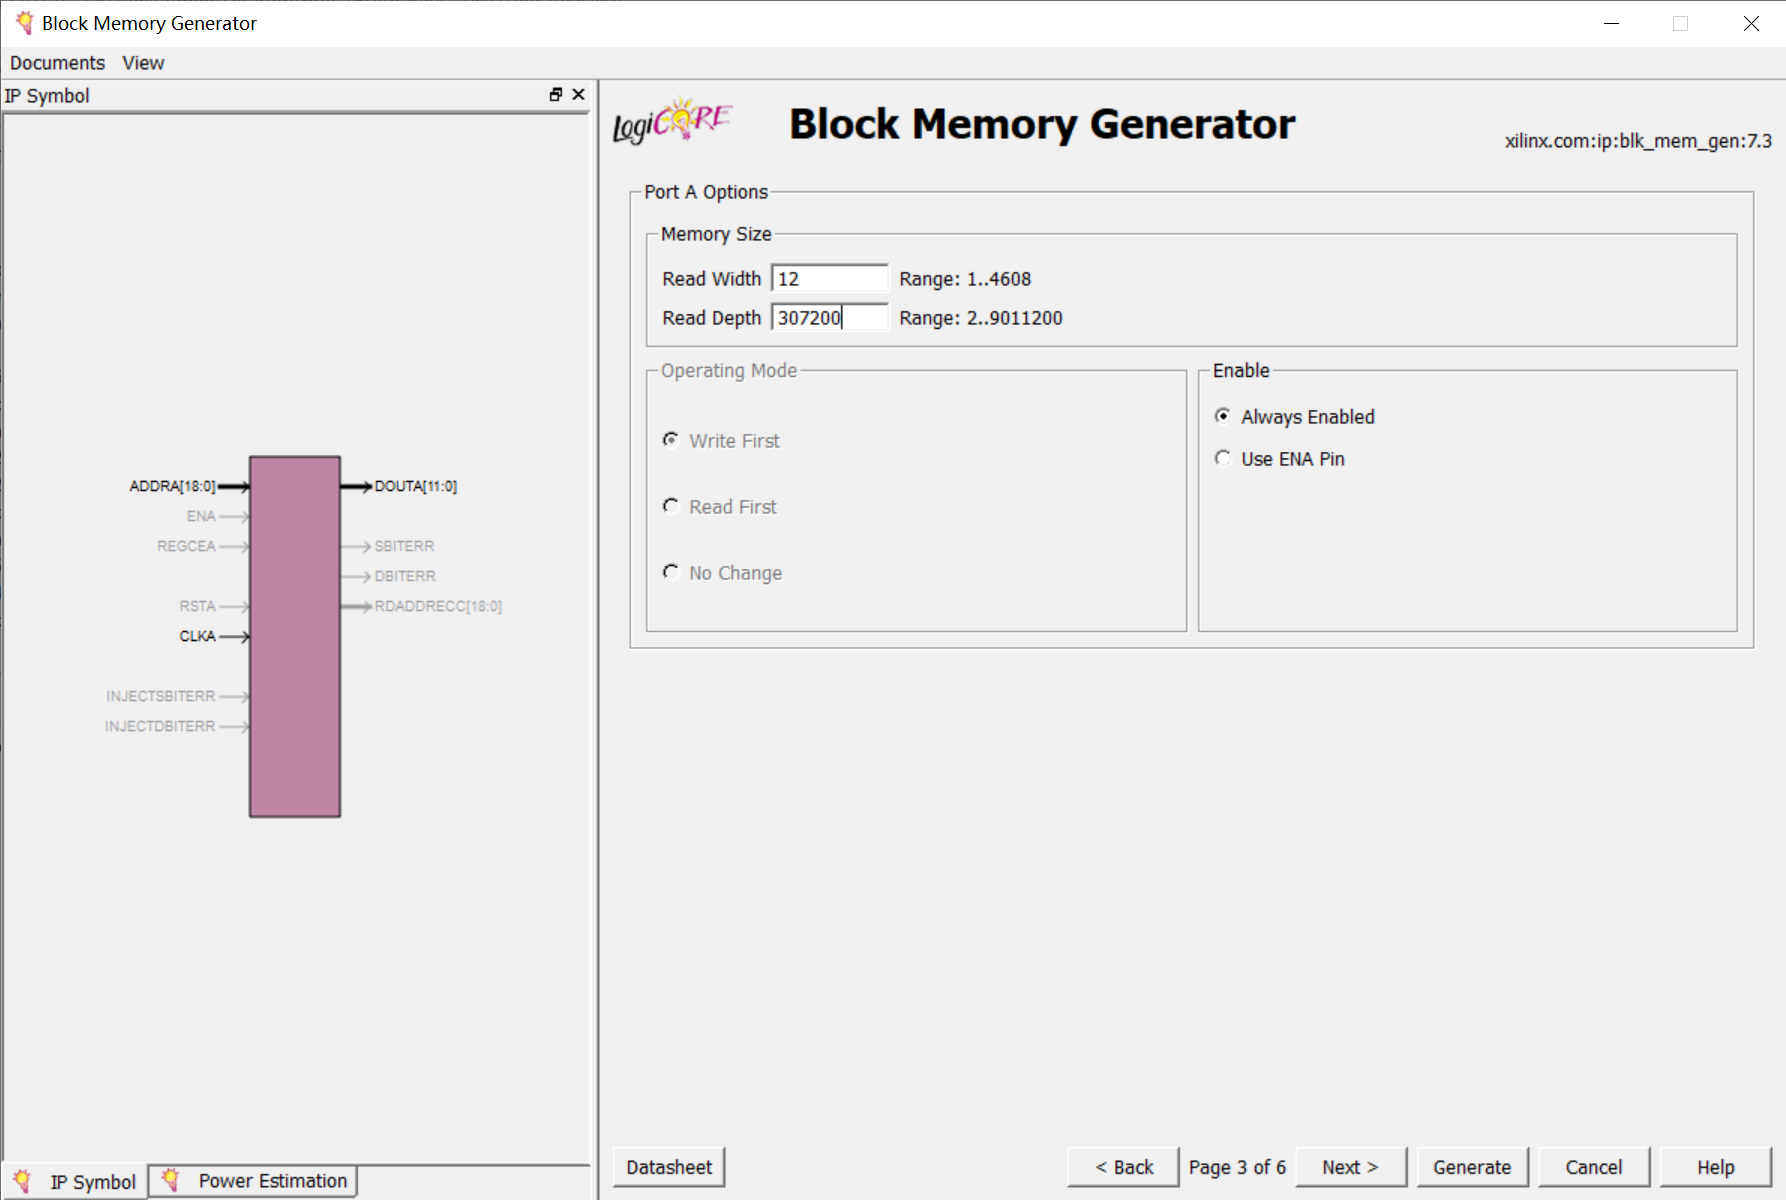 Block Memory Generator
Documents View
IP Symbol
LogiCORE
Block Memory Generator
xilinx.com:ip:blk_mem_gen:7.3
Port A Options
Memory Size
Read Width 12 Range: 1..4608
Read Depth 307200 Range: 2..9011200
Operating Mode
Write First
Read First
No Change
Enable
Always Enabled
Use ENA Pin
ADDRA[18:0] DOUTA[11:0]
ENA
REGCEA SBITERR
DBITERR
RSTA RDADDRECC[18:0]
CLKA
INJECTSBITERR
INJECTDBITERR
IP Symbol Power Estimation
Datasheet < Back Page 3 of 6 Next > Generate Cancel Help